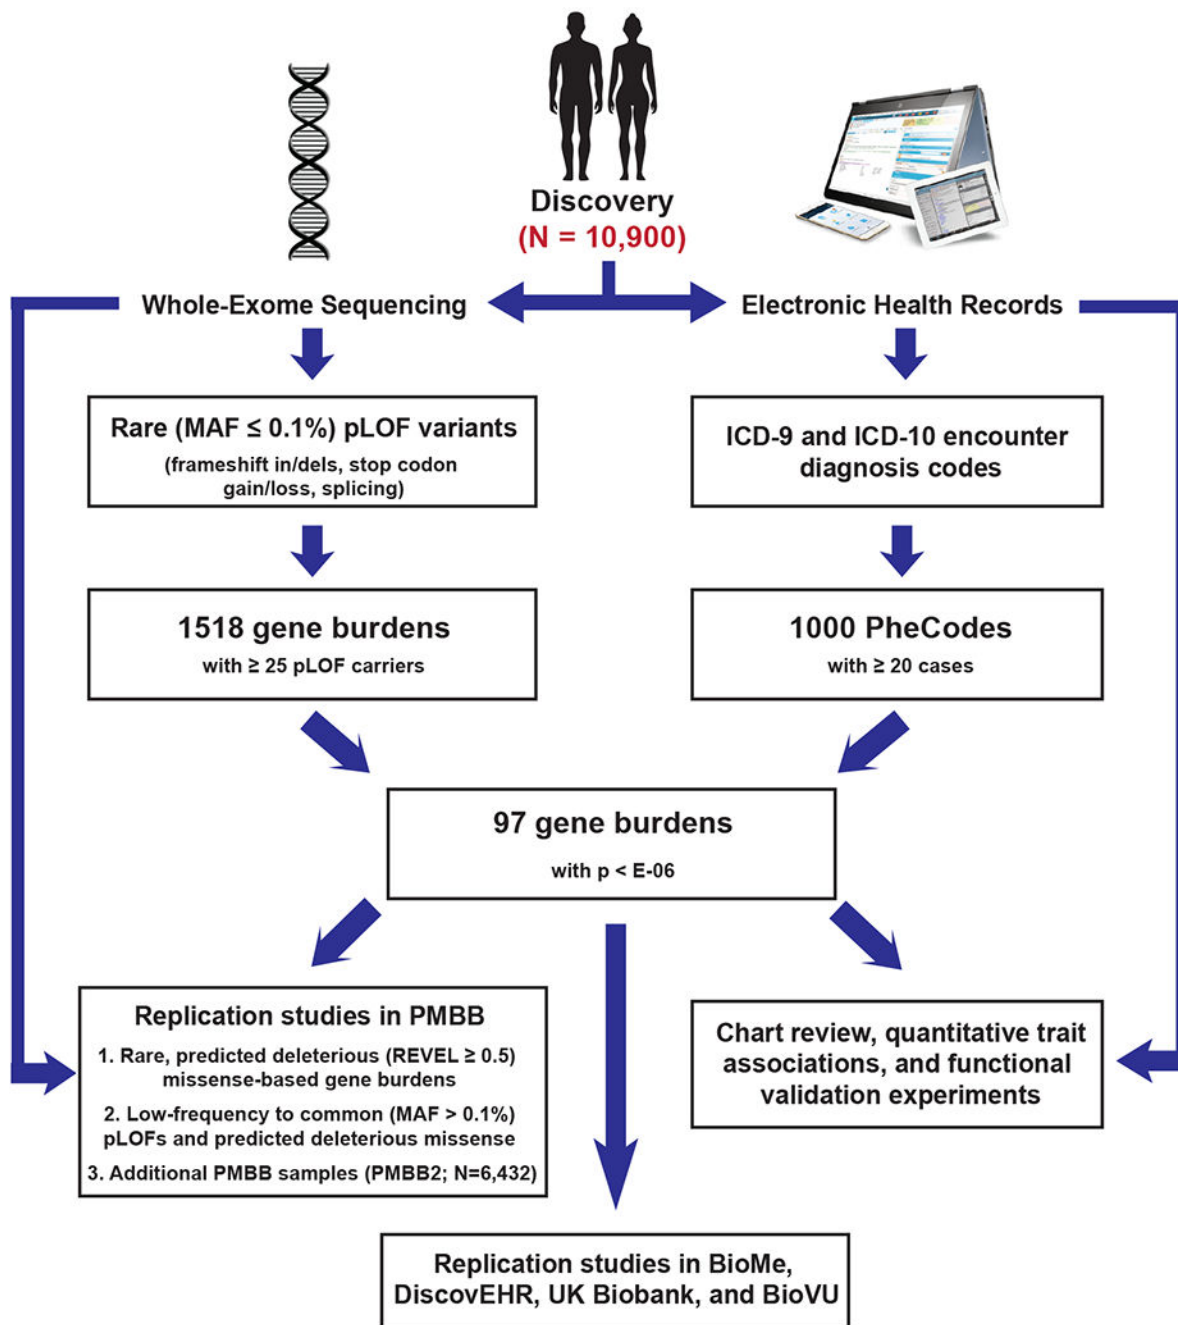 Discovery
(N = 10,900)
Whole-Exome Sequencing
Electronic Health Records
Rare (MAF ≤ 0.1%) pLOF variants
(frameshift in/dels, stop codon
gain/loss, splicing)
ICD-9 and ICD-10 encounter
diagnosis codes
1518 gene burdens
with ≥ 25 pLOF carriers
1000 PheCodes
with ≥ 20 cases
97 gene burdens
with p < E-06
Replication studies in PMBB
1. Rare, predicted deleterious (REVEL ≥ 0.5)
missense-based gene burdens
2. Low-frequency to common (MAF > 0.1%)
pLOFs and predicted deleterious missense
3. Additional PMBB samples (PMBB2; N=6,432)
Chart review, quantitative trait
associations, and functional
validation experiments
Replication studies in BioMe,
DiscovEHR, UK Biobank, and BioVU